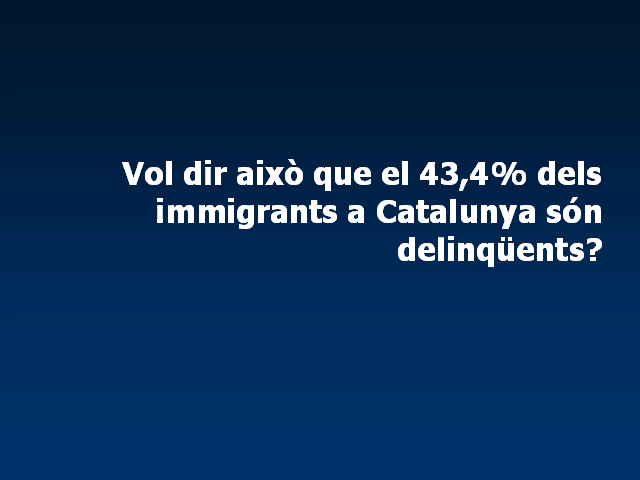 Vol dir això que el 43,4% dels
immigrants a Catalunya són
delinqüents?